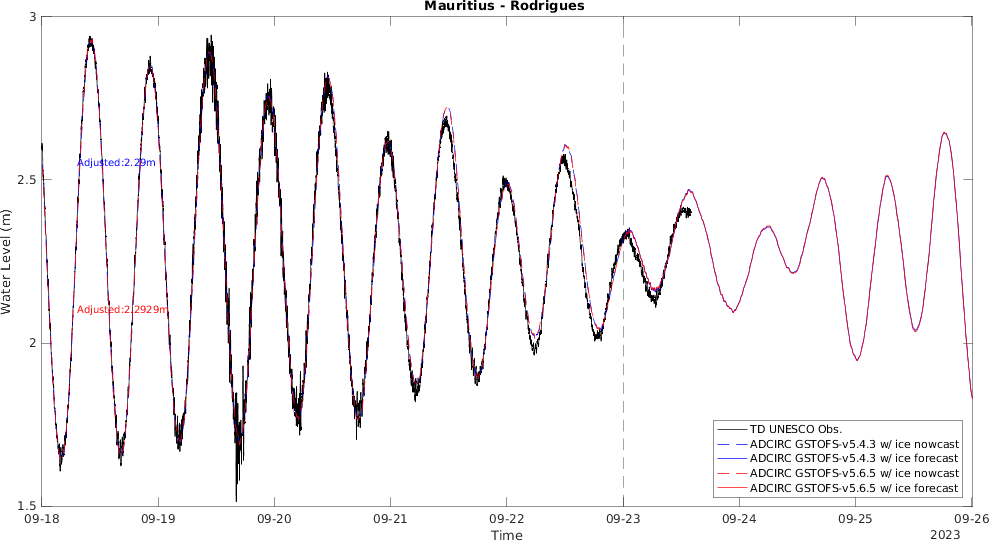 Mauritius - Rodrigues
Water Level (m)
3
2.5
2
1.5
Adjusted:2.29m
Adjusted:2.2929m
TD UNESCO Obs.
ADCIRC GSTOFS-v5.4.3 w/ ice nowcast
ADCIRC GSTOFS-v5.4.3 w/ ice forecast
ADCIRC GSTOFS-v5.6.5 w/ ice nowcast
ADCIRC GSTOFS-v5.6.5 w/ ice forecast
09-18 09-19 09-20 09-21 09-22 09-23 09-24 09-25 09-26
Time
2023